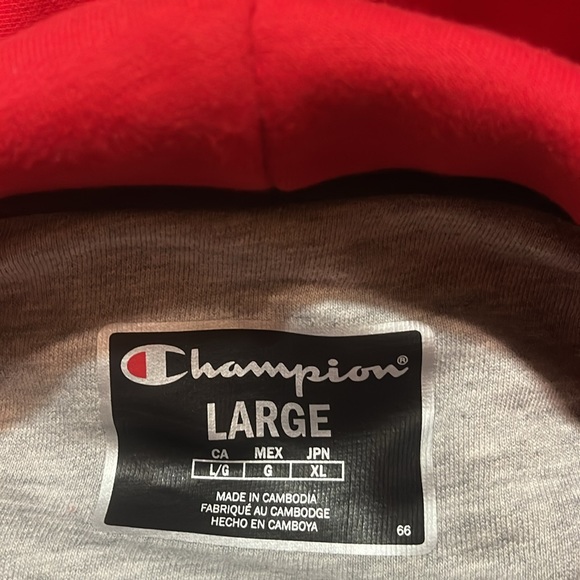 Champion®
LARGE
CA MEX JPN
L/G G XL
MADE IN CAMBODIA
FABRIQUÉ AU CAMBODGE
HECHO EN CAMBOYA
66